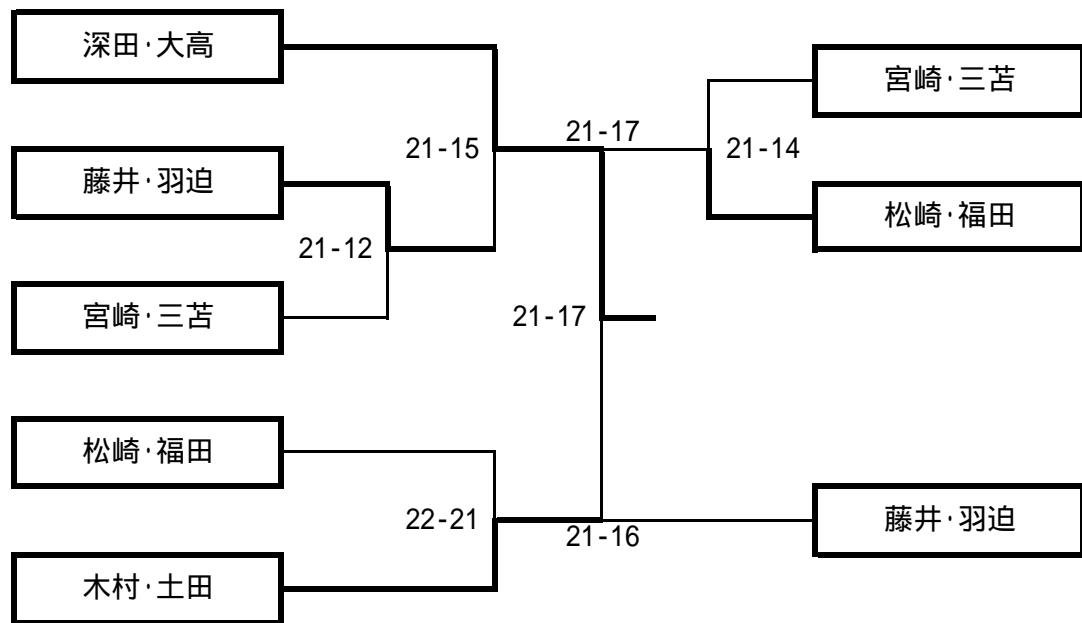 深田・大高
宮崎・三苫
21-17
21-15
21-14
藤井・羽迫
松崎・福田
21-12
宮崎・三苫
21-17
松崎・福田
22-21
藤井・羽迫
21-16
木村・土田